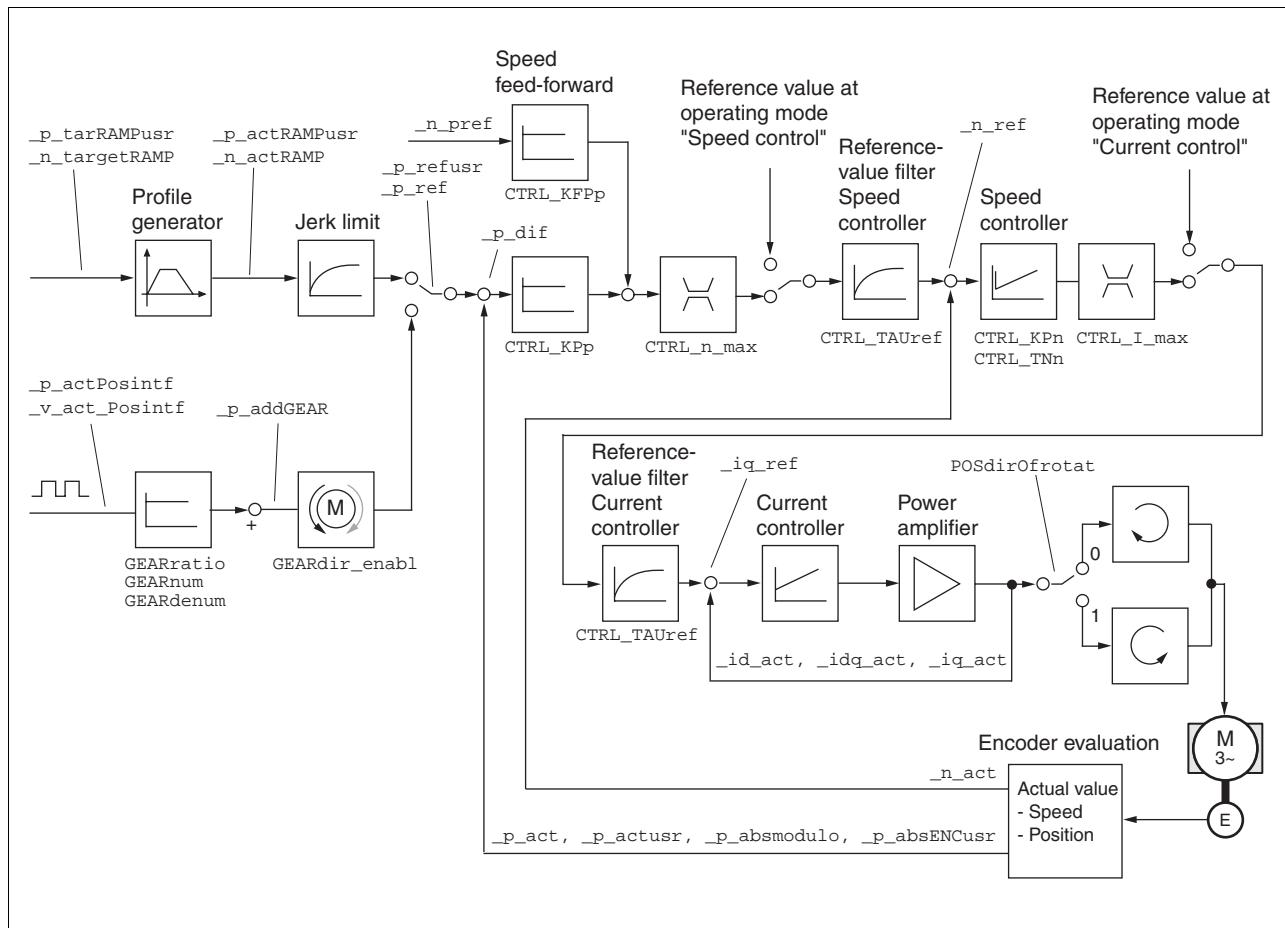 Speed
feed-forward
_n_pref
CTRL_KFPp
Reference value at
operating mode
"Speed control"
Reference value at
operating mode
"Current control"
_p_tarRAMPusr
_n_targetRAMP
_p_actRAMPusr
_n_actRAMP
_p_refusr
_p_ref
_n_ref
Reference-
value filter
Speed
controller
Speed
controller
Profile
generator
Jerk limit
_p_dif
CTRL_KPp
CTRL_n_max
CTRL_TAUref
CTRL_KPn
CTRL_TNn
CTRL_I_max
_p_actPosintf
_v_act_Posintf
_p_addGEAR
+
M
GEARratio
GEARnum
GEARdenum
GEARdir_enabl
Reference-
value filter
Current
controller
_iq_ref
Current
controller
Power
amplifier
POSdirOfrotat
0
1
CTRL_TAUref
_id_act, _idq_act, _iq_act
M
3~
E
Encoder evaluation
_n_act
Actual value
- Speed
- Position
_p_act, _p_actusr, _p_absmodulo, _p_absENCusr